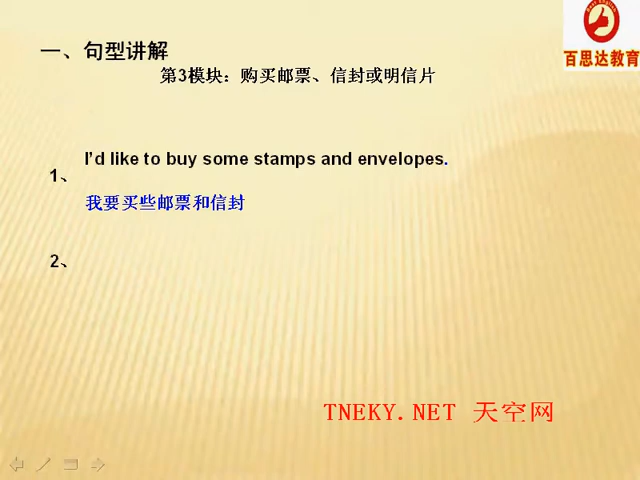 百思达教育
一、句型讲解
第3模块：购买邮票、信封或明信片
I'd like to buy some stamps and envelopes.
1、
我要买些邮票和信封
2、
TNEKY.NET 天空网